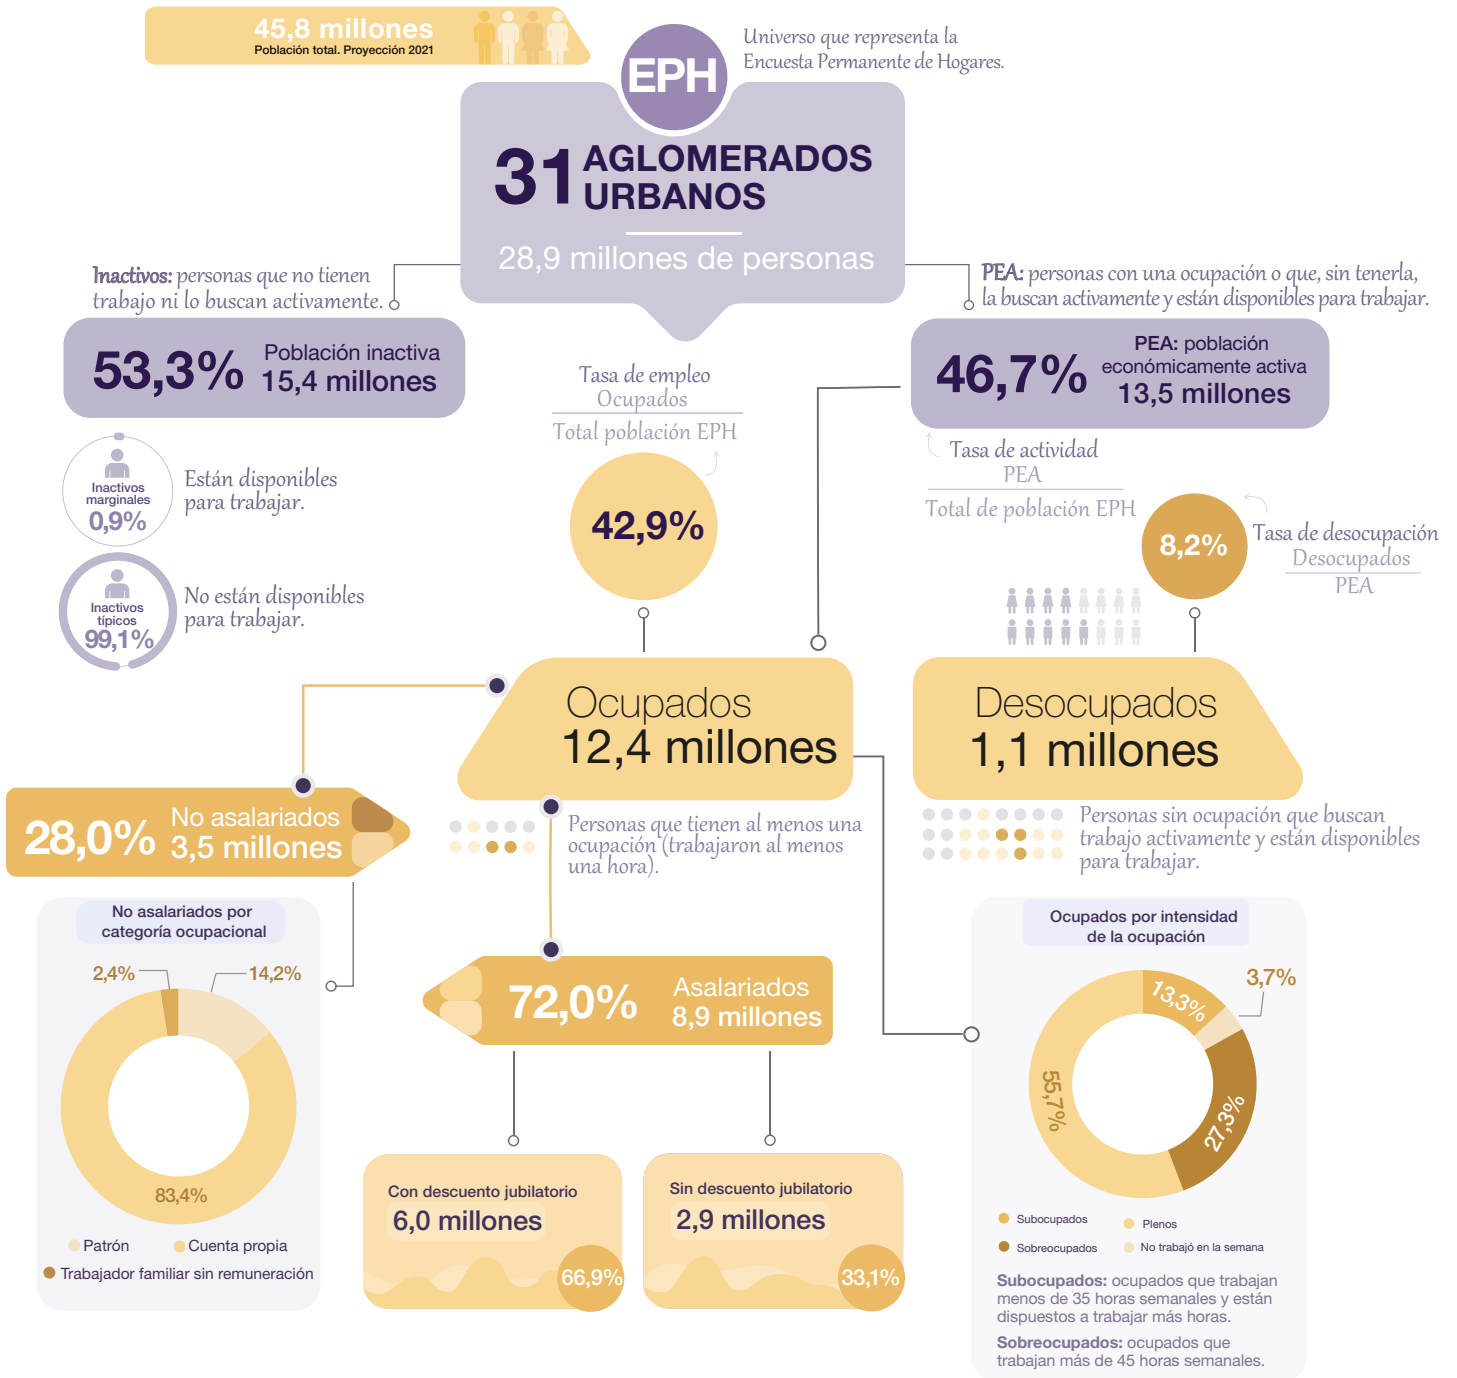 45,8 millones
Población total. Proyección 2021
EPH
Universo que representa la
Encuesta Permanente de Hogares.
31 AGLOMERADOS
URBANOS
28,9 millones de personas
Inactivos: personas que no tienen
trabajo ni lo buscan activamente.
PEA: personas con una ocupación o que, sin tenerla,
la buscan activamente y están disponibles para trabajar.
53,3%
Población inactiva
15,4 millones
46,7%
PEA: población
económicamente activa
13,5 millones
Tasa de empleo
Ocupados
Total población EPH
42,9%
Tasa de actividad
PEA
Total de población EPH
8,2%
Tasa de desocupación
Desocupados
PEA
Inactivos
marginales
0,9%
Están disponibles
para trabajar.
Inactivos
típicos
99,1%
No están disponibles
para trabajar.
Ocupados
12,4 millones
Desocupados
1,1 millones
28,0%
No asalariados
3,5 millones
Personas que tienen al menos una
ocupación (trabajaron al menos
una hora).
Personas sin ocupación que buscan
trabajo activamente y están disponibles
para trabajar.
No asalariados por
categoría ocupacional
2,4%
14,2%
83,4%
Patrón
Cuenta propia
Trabajador familiar sin remuneración
72,0%
Asalariados
8,9 millones
Con descuento jubilatorio
6,0 millones
66,9%
Sin descuento jubilatorio
2,9 millones
33,1%
Ocupados por intensidad
de la ocupación
13,3%
3,7%
55,7%
27,3%
Subocupados
Plenos
Sobreocupados
No trabajó en la semana
Subocupados: ocupados que trabajan
menos de 35 horas semanales y están
dispuestos a trabajar más horas.
Sobreocupados: ocupados que
trabajan más de 45 horas semanales.